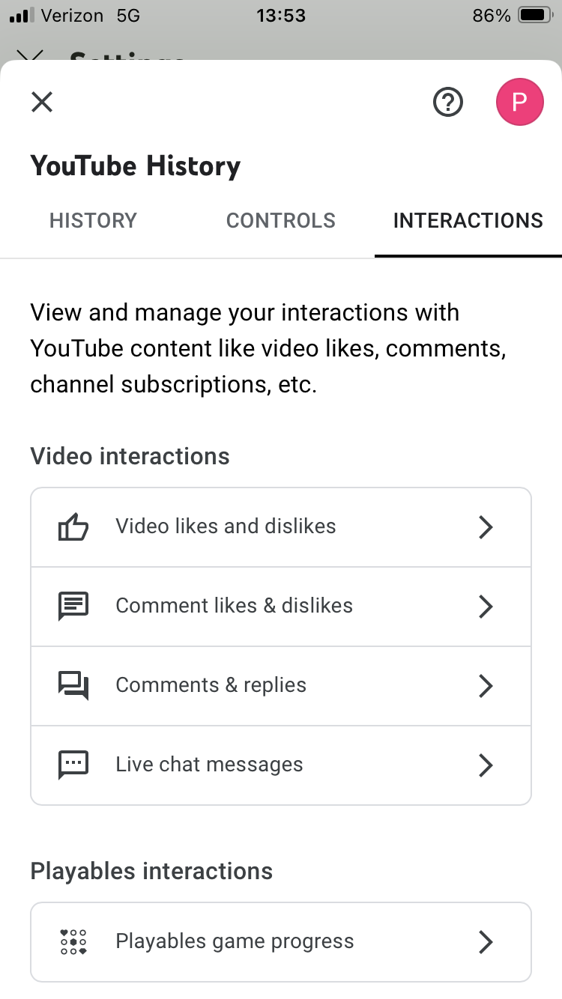 Verizon 5G 13:53 86%
Settings
P
YouTube History
HISTORY CONTROLS INTERACTIONS
View and manage your interactions with
YouTube content like video likes, comments,
channel subscriptions, etc.
Video interactions
Video likes and dislikes
Comment likes & dislikes
Comments & replies
Live chat messages
Playables interactions
Playables game progress